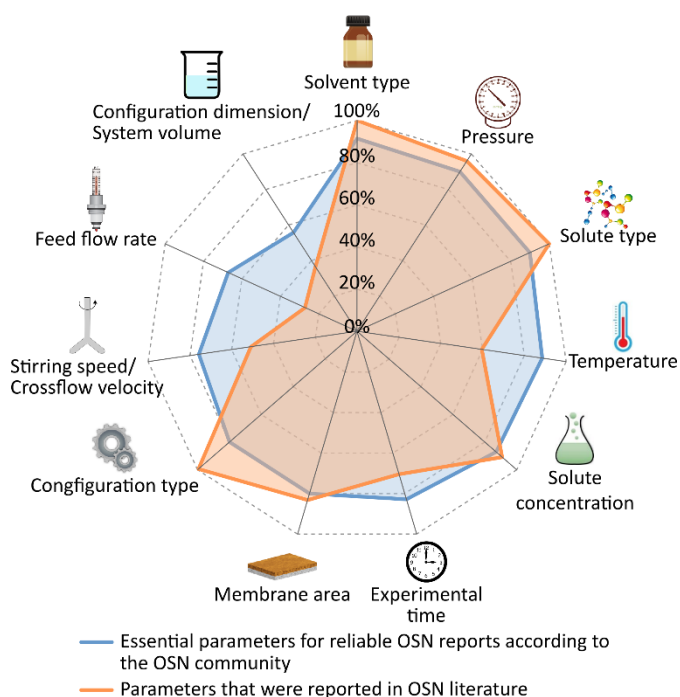 Solvent type
Configuration dimension/
System volume
Pressure
100%
80%
60%
40%
20%
0%
Feed flow rate
Solute type
Stirring speed/
Crossflow velocity
Temperature
Congfiguration type
Solute
concentration
Membrane area
Experimental
time
Essential parameters for reliable OSN reports according to
the OSN community
Parameters that were reported in OSN literature